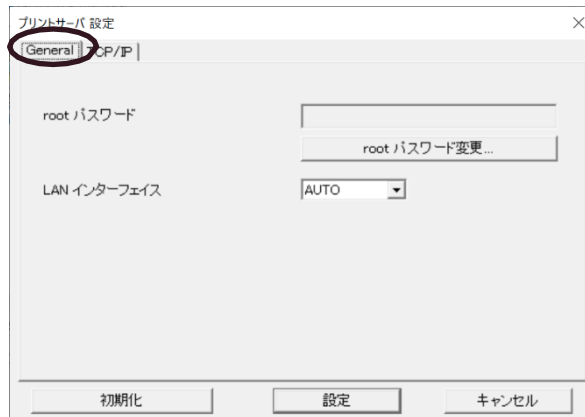 プリントサーバ 設定
General TCP/IP
root パスワード
root パスワード変更...
LAN インターフェイス AUTO
初期化 設定 キャンセル